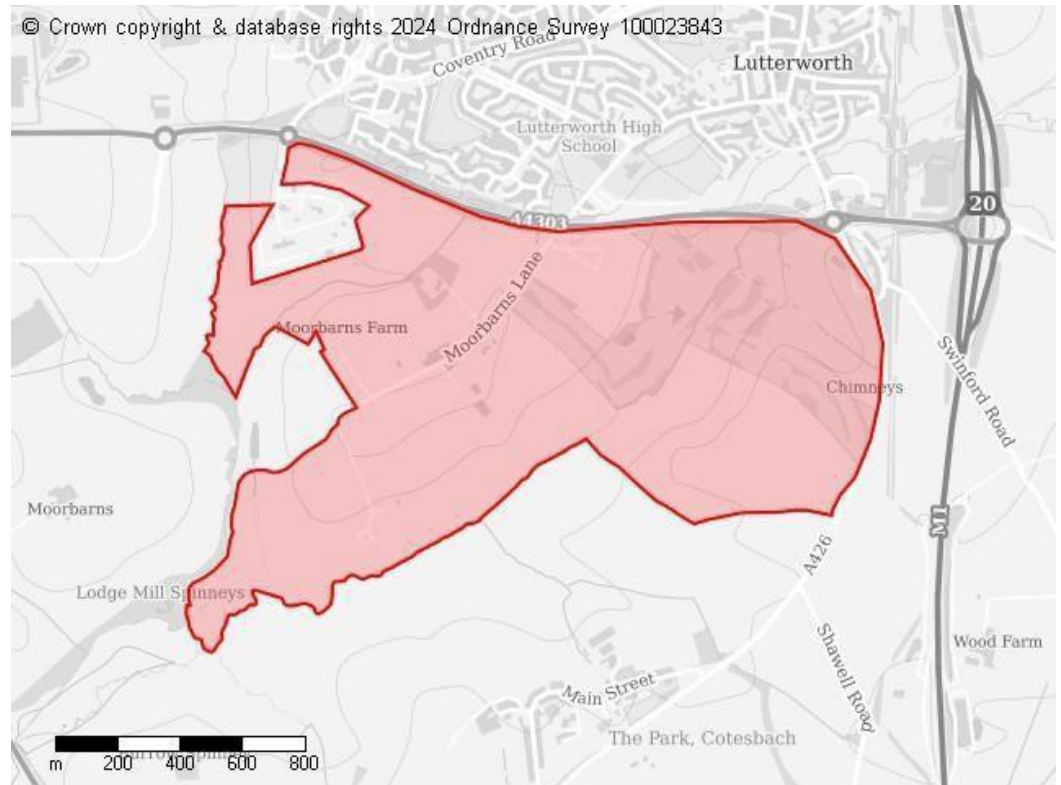 © Crown copyright & database rights 2024 Ordnance Survey 100023843
Coventry Road
Lutterworth
Lutterworth High
School
20
A4303
Moorbarns Lane
Moorbarns Farm
Swinford Road
Chimneys
Moorbarns
M1
A426
Lodge Mill Spinneys
Wood Farm
Shawell Road
Main Street
The Park, Cotesbach
m 200 400 600 800